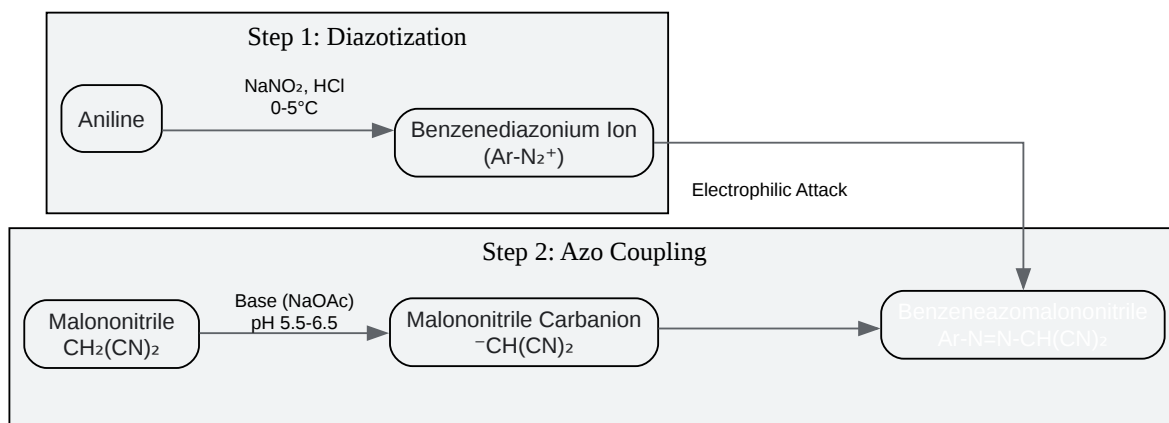 Step 1: Diazotization
NaNO₂, HCl
0-5°C
Aniline
Benzenediazonium Ion
(Ar-N₂⁺)
Electrophilic Attack
Step 2: Azo Coupling
Base (NaOAc)
pH 5.5-6.5
Malononitrile
CH₂(CN)₂
Malononitrile Carbanion
⁻CH(CN)₂
Benzeneazomalononitrile
Ar-N=N-CH(CN)₂